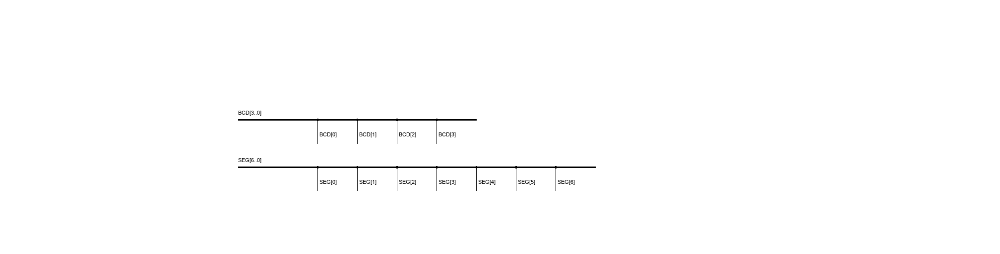 BCD[3..0]
BCD[0] BCD[1] BCD[2] BCD[3]
SEG[6..0]
SEG[0] SEG[1] SEG[2] SEG[3] SEG[4] SEG[5] SEG[6]